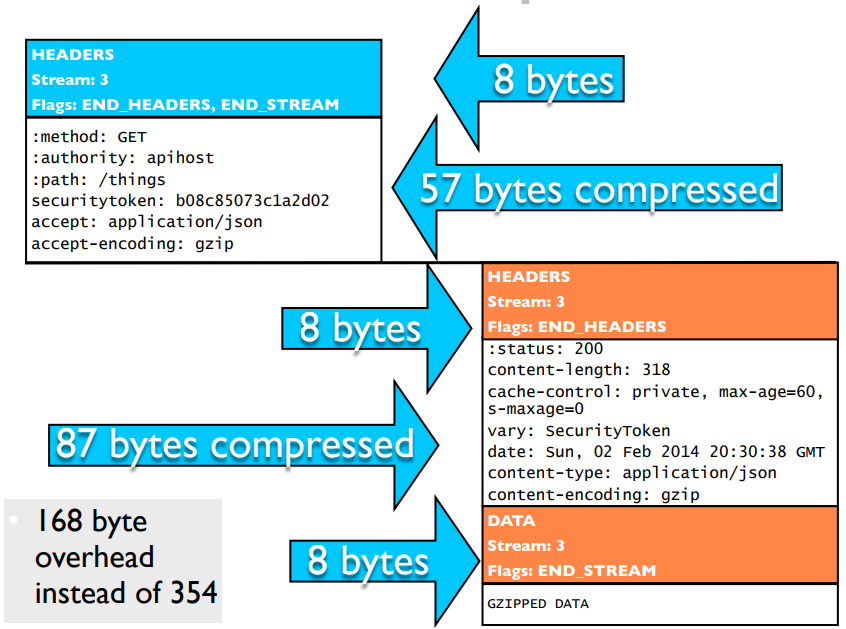 HEADERS
Stream: 3
Flags: END_HEADERS, END_STREAM
:method: GET
:authority: apihost
:path: /things
securitytoken: b08c85073c1a2d02
accept: application/json
accept-encoding: gzip
8 bytes
57 bytes compressed
8 bytes
HEADERS
Stream: 3
Flags: END_HEADERS
87 bytes compressed
:status: 200
content-length: 318
cache-control: private, max-age=60,
s-maxage=0
vary: SecurityToken
date: Sun, 02 Feb 2014 20:30:38 GMT
content-type: application/json
content-encoding: gzip
8 bytes
DATA
Stream: 3
Flags: END_STREAM
GZIPPED DATA
• 168 byte
overhead
instead of 354